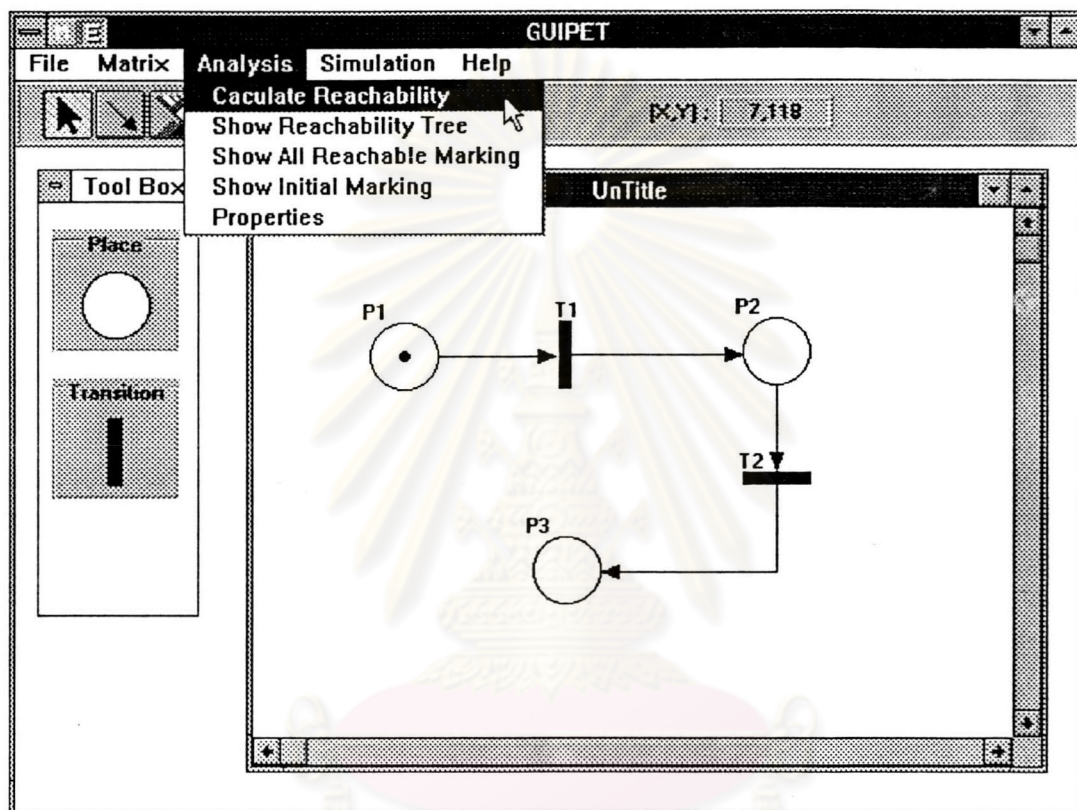 GUIPET
File Matrix Analysis Simulation Help
Caculate Reachability
Show Reachability Tree
Show All Reachable Marking
Show Initial Marking
Properties
[X,Y] : 7,118
Tool Box
UnTitle
Place
Transition
P1
T1
P2
T2
P3